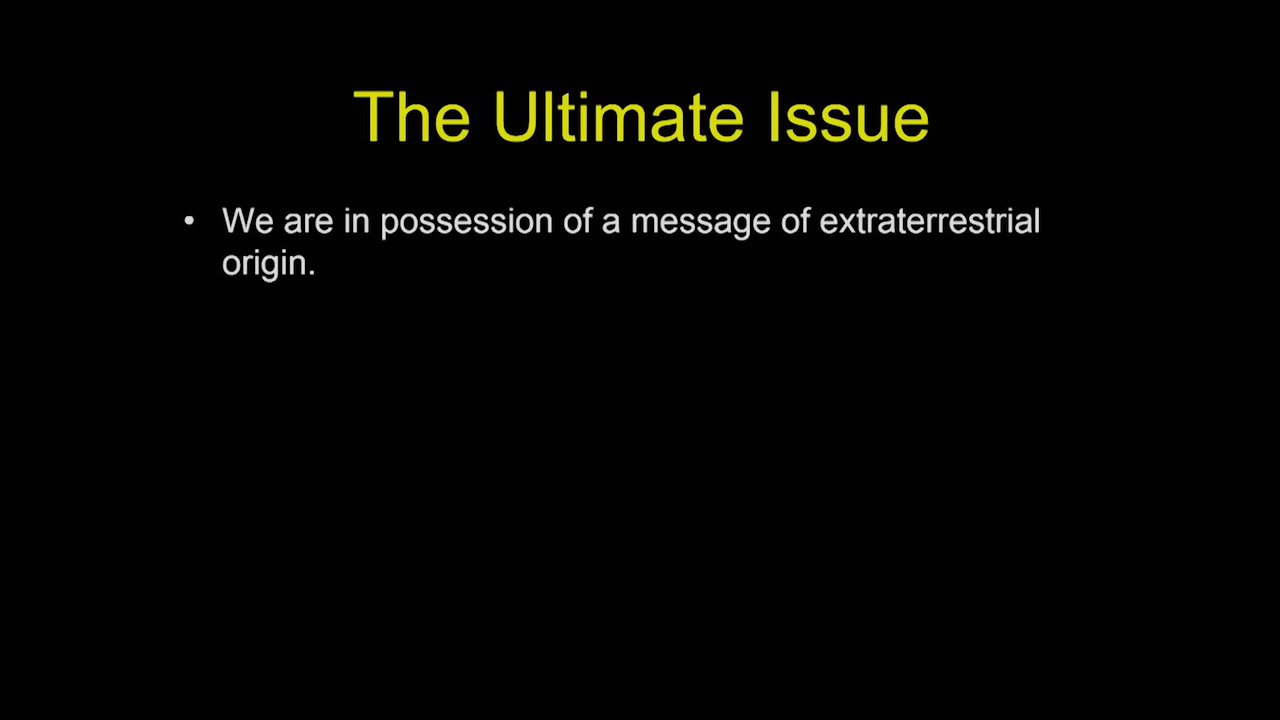 The Ultimate Issue
• We are in possession of a message of extraterrestrial
origin.